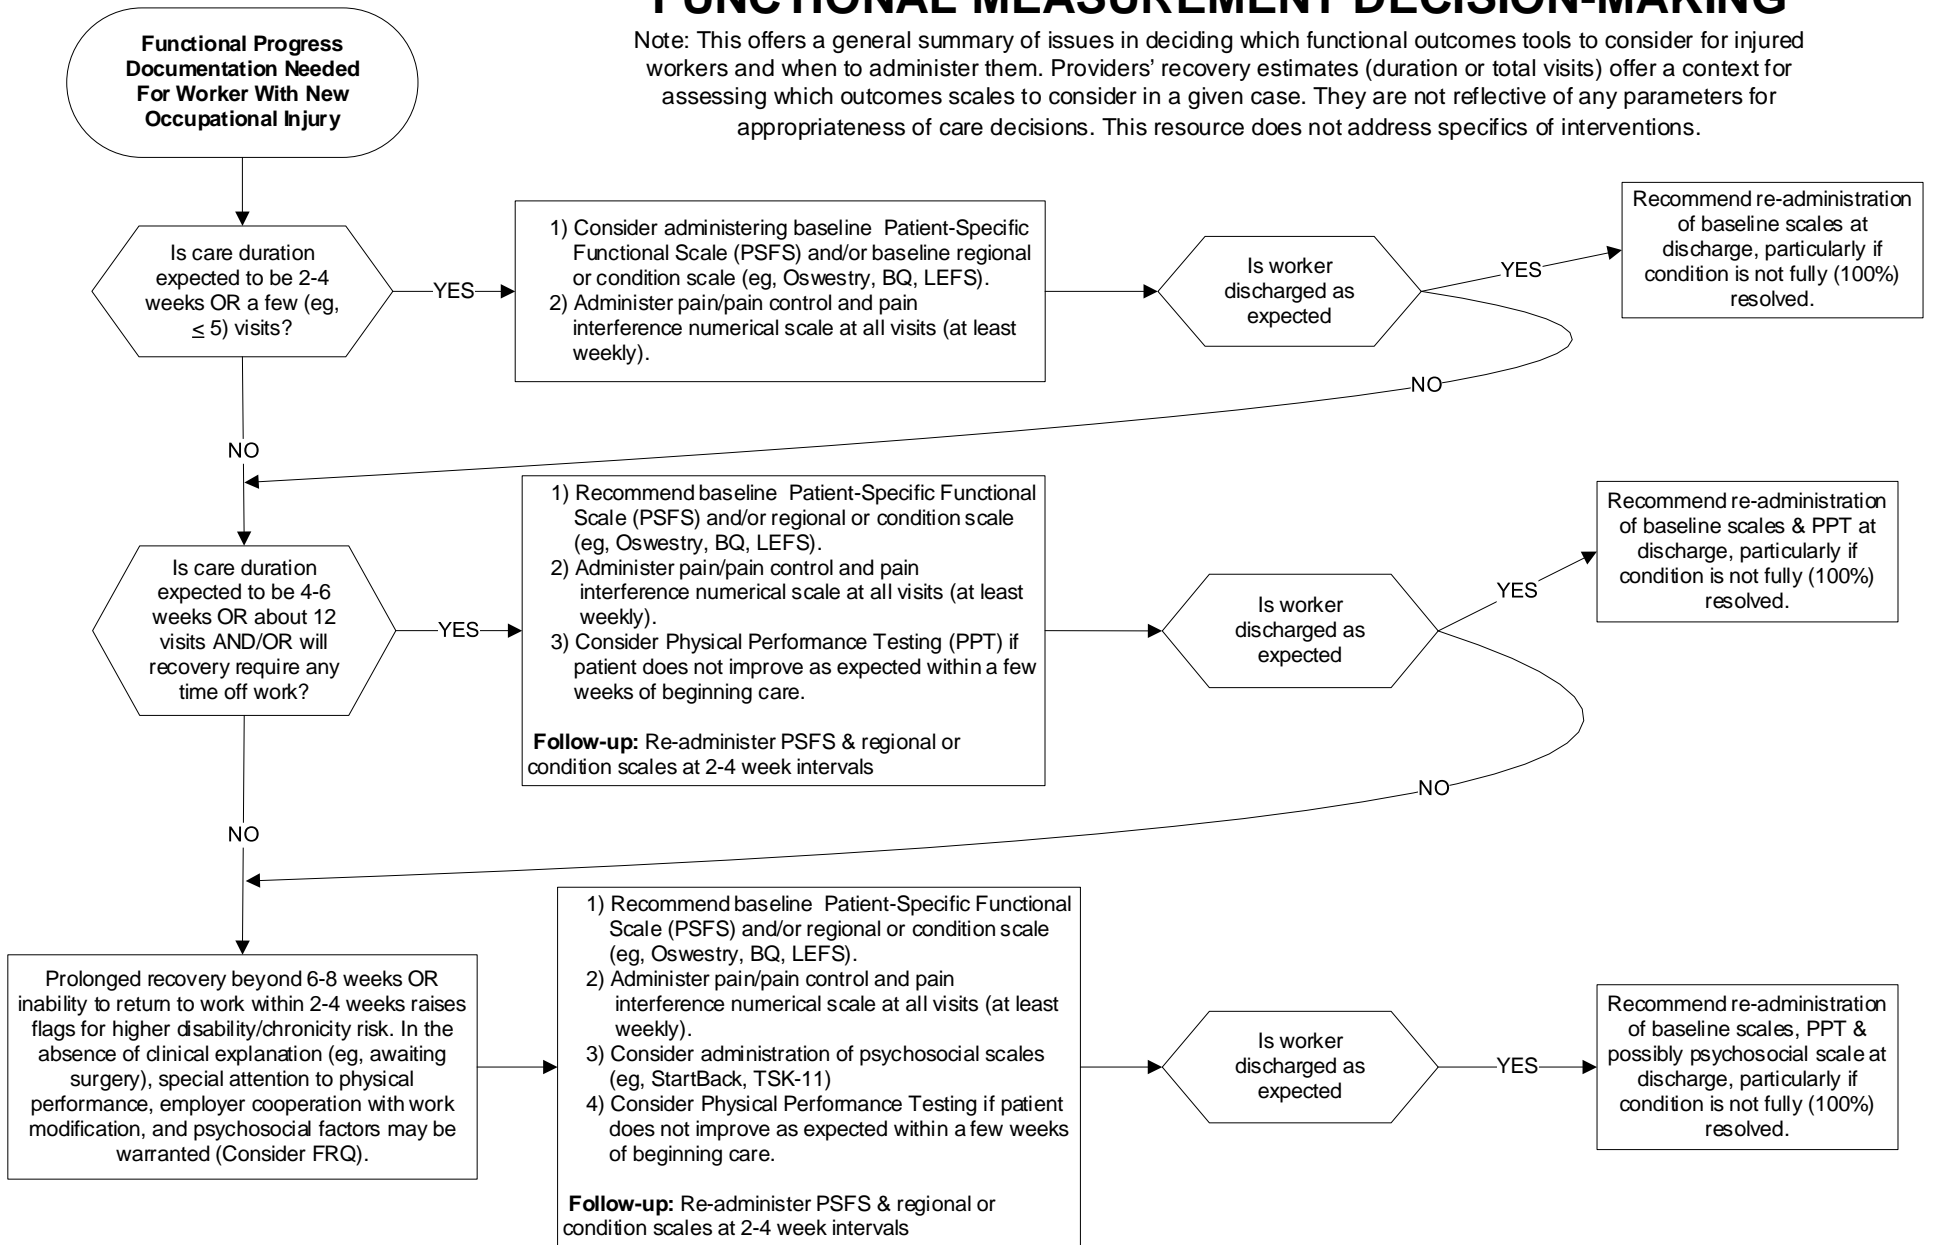 FUNCTIONAL MEASUREMENT DECISION-MAKING
Note: This offers a general summary of issues in deciding which functional outcomes tools to consider for injured
workers and when to administer them. Providers' recovery estimates (duration or total visits) offer a context for
assessing which outcomes scales to consider in a given case. They are not reflective of any parameters for
appropriateness of care decisions. This resource does not address specifics of interventions.
Functional Progress
Documentation Needed
For Worker With New
Occupational Injury
Is care duration
expected to be 2-4
weeks OR a few (eg,
≤ 5) visits?
YES
1) Consider administering baseline Patient-Specific
Functional Scale (PSFS) and/or baseline regional
or condition scale (eg, Oswestry, BQ, LEFS).
2) Administer pain/pain control and pain
interference numerical scale at all visits (at least
weekly).
Is worker
discharged as
expected
YES
Recommend re-administration
of baseline scales at
discharge, particularly if
condition is not fully (100%)
resolved.
NO
NO
Is care duration
expected to be 4-6
weeks OR about 12
visits AND/OR will
recovery require any
time off work?
YES
1) Recommend baseline Patient-Specific Functional
Scale (PSFS) and/or regional or condition scale
(eg, Oswestry, BQ, LEFS).
2) Administer pain/pain control and pain
interference numerical scale at all visits (at least
weekly).
3) Consider Physical Performance Testing (PPT) if
patient does not improve as expected within a few
weeks of beginning care.
Follow-up: Re-administer PSFS & regional or
condition scales at 2-4 week intervals
Is worker
discharged as
expected
YES
Recommend re-administration
of baseline scales & PPT at
discharge, particularly if
condition is not fully (100%)
resolved.
NO
NO
Prolonged recovery beyond 6-8 weeks OR
inability to return to work within 2-4 weeks raises
flags for higher disability/chronicity risk. In the
absence of clinical explanation (eg, awaiting
surgery), special attention to physical
performance, employer cooperation with work
modification, and psychosocial factors may be
warranted (Consider FRQ).
1) Recommend baseline Patient-Specific Functional
Scale (PSFS) and/or regional or condition scale
(eg, Oswestry, BQ, LEFS).
2) Administer pain/pain control and pain
interference numerical scale at all visits (at least
weekly).
3) Consider administration of psychosocial scales
(eg, StartBack, TSK-11)
4) Consider Physical Performance Testing if patient
does not improve as expected within a few weeks
of beginning care.
Follow-up: Re-administer PSFS & regional or
condition scales at 2-4 week intervals
Is worker
discharged as
expected
YES
Recommend re-administration
of baseline scales, PPT &
possibly psychosocial scale at
discharge, particularly if
condition is not fully (100%)
resolved.